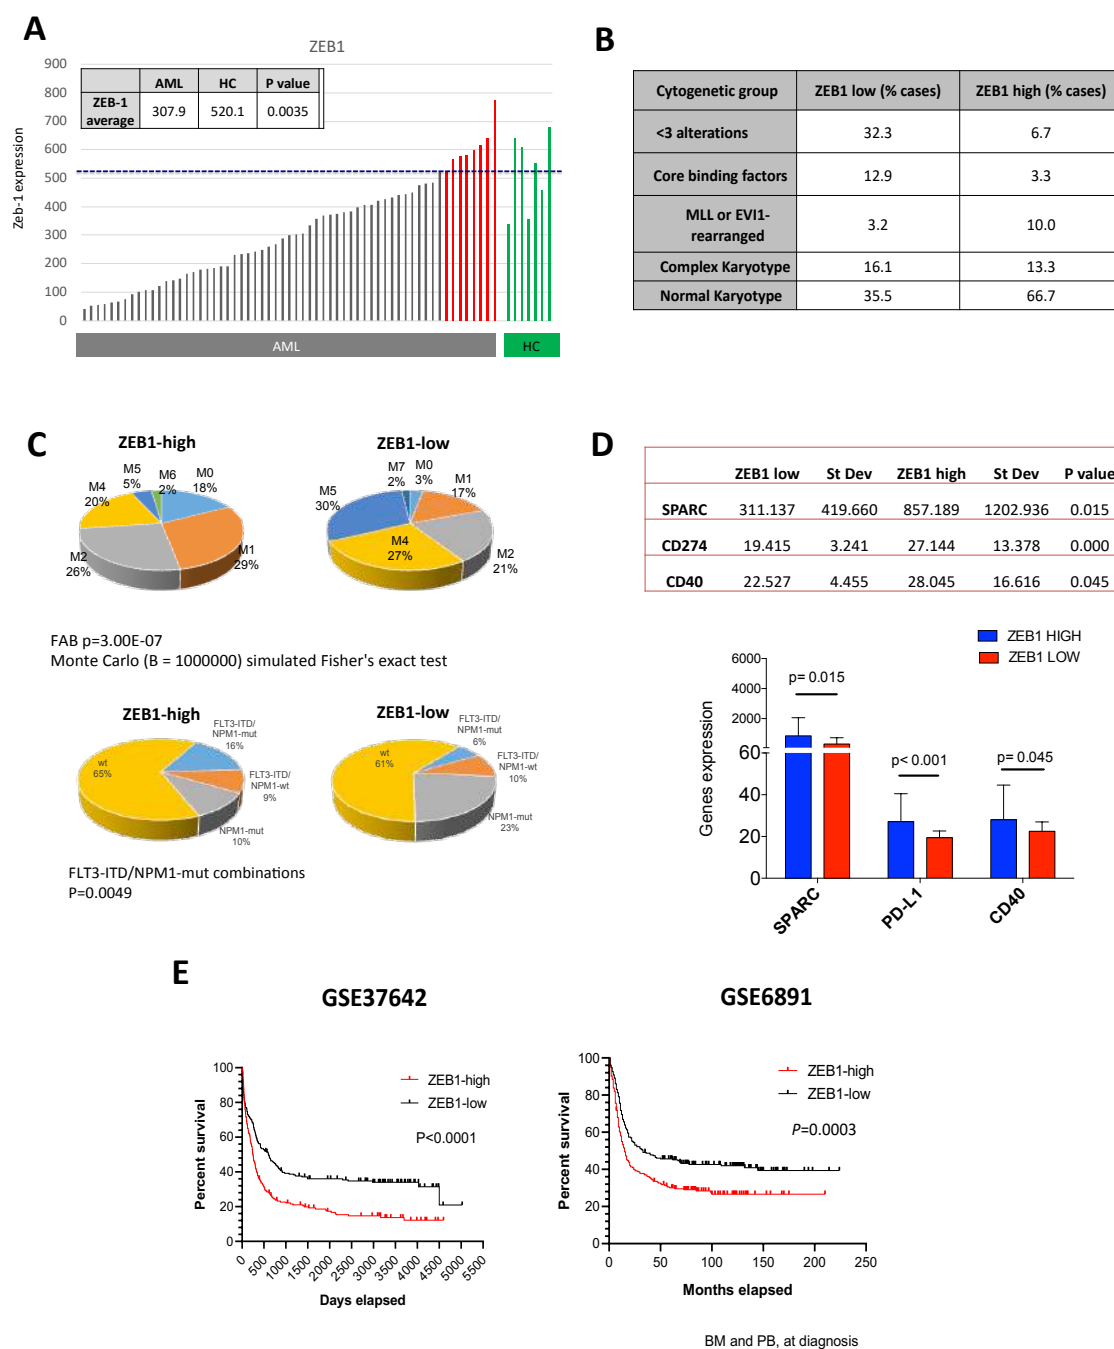 A
ZEB1
900
800
700
600
500
400
300
200
100
0
Zeb-1 expression
AML HC P value
ZEB-1 average 307.9 520.1 0.0035
AML HC
B
Cytogenetic group ZEB1 low (% cases) ZEB1 high (% cases)
<3 alterations 32.3 6.7
Core binding factors 12.9 3.3
MLL or EVI1-
rearranged 3.2 10.0
Complex Karyotype 16.1 13.3
Normal Karyotype 35.5 66.7
C
ZEB1-high
M6
2%
M0
18%
M5
5%
M4
20%
M2
26%
M1
29%
ZEB1-low
M7
2%
M0
3%
M1
17%
M5
30%
M4
27%
M2
21%
FAB p=3.00E-07
Monte Carlo (B = 1000000) simulated Fisher's exact test
ZEB1-high
FLT3-ITD/
NPM1-mut
16%
wt
65%
FLT3-ITD/
NPM1-wt
9%
NPM1-mut
10%
ZEB1-low
FLT3-ITD/
NPM1-mut
6%
wt
61%
FLT3-ITD/
NPM1-wt
10%
NPM1-mut
23%
FLT3-ITD/NPM1-mut combinations
P=0.0049
D
ZEB1 low St Dev ZEB1 high St Dev P value
SPARC 311.137 419.660 857.189 1202.936 0.015
CD274 19.415 3.241 27.144 13.378 0.000
CD40 22.527 4.455 28.045 16.616 0.045
ZEB1 HIGH
ZEB1 LOW
Genes expression
6000
4000
2000
60
40
20
0
p= 0.015
p< 0.001
p= 0.045
SPARC
PD-L1
CD40
E
GSE37642
Percent survival
100
80
60
40
20
0
ZEB1-high
ZEB1-low
P<0.0001
0 500 1000 1500 2000 2500 3000 3500 4000 4500 5000 5500
Days elapsed
GSE6891
Percent survival
100
80
60
40
20
0
ZEB1-high
ZEB1-low
P=0.0003
0 50 100 150 200 250
Months elapsed
BM and PB, at diagnosis